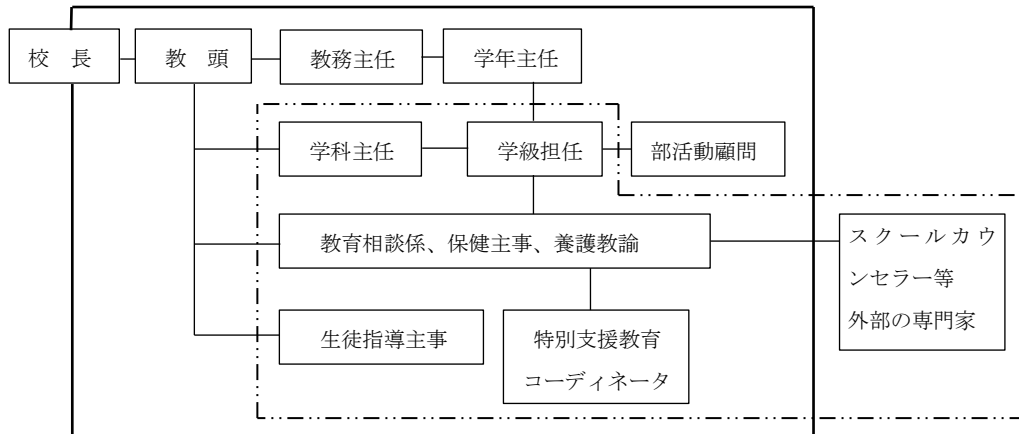 校　長
教　頭
教務主任
学年主任
学科主任
学級担任
部活動顧問
教育相談係、保健主事、養護教諭
スクールカウ
ンセラー等
外部の専門家
生徒指導主事
特別支援教育
コーディネータ